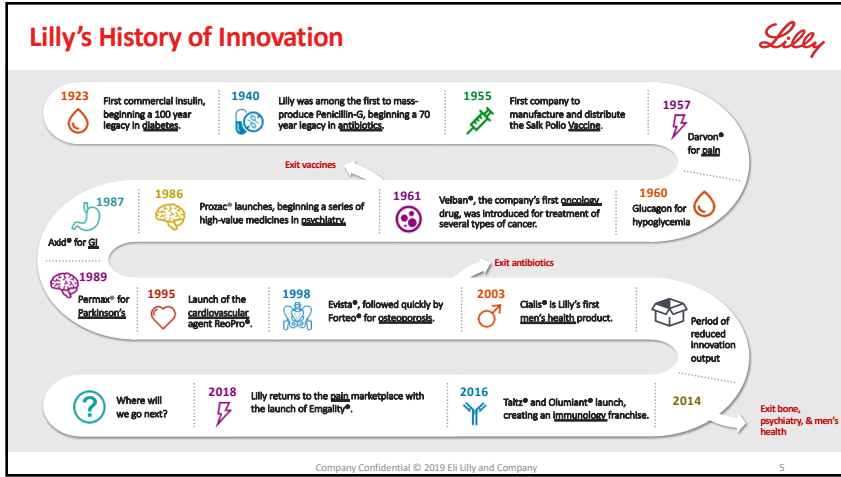 Lilly's History of Innovation
Lilly
1923
First commercial insulin,
beginning a 100 year
legacy in diabetes.
1940
Lilly was among the first to mass-
produce Penicillin-G, beginning a 70
year legacy in antibiotics.
1955
First company to
manufacture and distribute
the Salk Polio Vaccine.
1957
Darvon®
for pain
Exit vaccines
1960
Glucagon for
hypoglycemia
1961
Velban®, the company's first oncology
drug, was introduced for treatment of
several types of cancer.
1986
Prozac® launches, beginning a series of
high-value medicines in psychiatry.
1987
Axid® for GI
1989
Permax® for
Parkinson's
1995
Launch of the
cardiovascular
agent ReoPro®.
1998
Evista®, followed quickly by
Forteo® for osteoporosis.
Exit antibiotics
2003
Cialis® is Lilly's first
men's health product.
Period of
reduced
innovation
output
2014
Exit bone,
psychiatry, & men's
health
2016
Taltz® and Olumiant® launch,
creating an immunology franchise.
2018
Lilly returns to the pain marketplace with
the launch of Emgality®.
?
Where will
we go next?
Company Confidential © 2019 Eli Lilly and Company
5